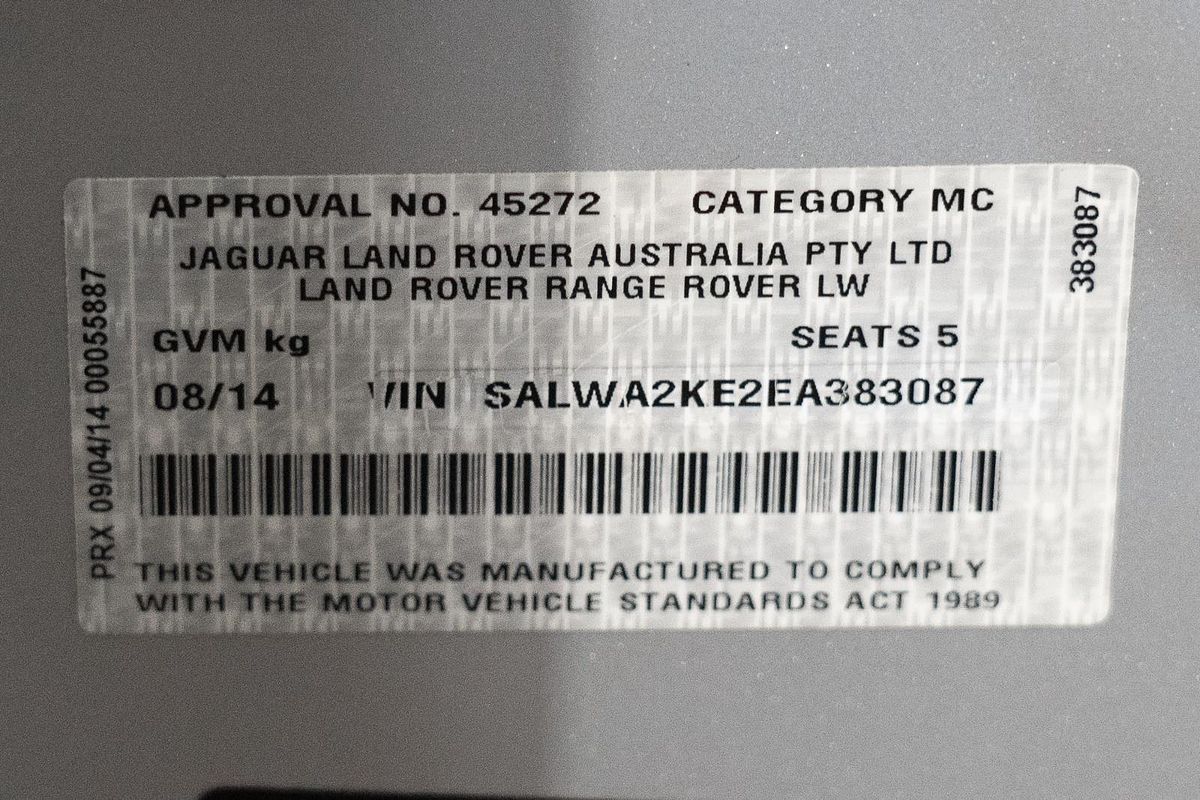 APPROVAL NO. 45272 CATEGORY MC
JAGUAR LAND ROVER AUSTRALIA PTY LTD
LAND ROVER RANGE ROVER LW
GVM kg SEATS 5
08/14 VIN SALWA2KE2EA383087
THIS VEHICLE WAS MANUFACTURED TO COMPLY
WITH THE MOTOR VEHICLE STANDARDS ACT 1989
PRX 09/04/14 00055887
383087